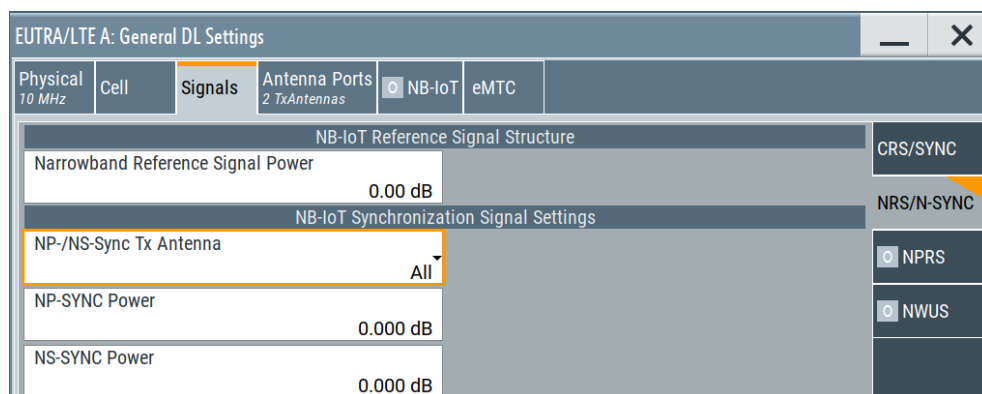 EUTRA/LTE A: General DL Settings
Physical
10 MHz
Cell
Signals
Antenna Ports
2 TxAntennas
O NB-IoT
eMTC
NB-IoT Reference Signal Structure
Narrowband Reference Signal Power
0.00 dB
NB-IoT Synchronization Signal Settings
NP-/NS-Sync Tx Antenna
All
NP-SYNC Power
0.000 dB
NS-SYNC Power
0.000 dB
CRS/SYNC
NRS/N-SYNC
O NPRS
O NWUS